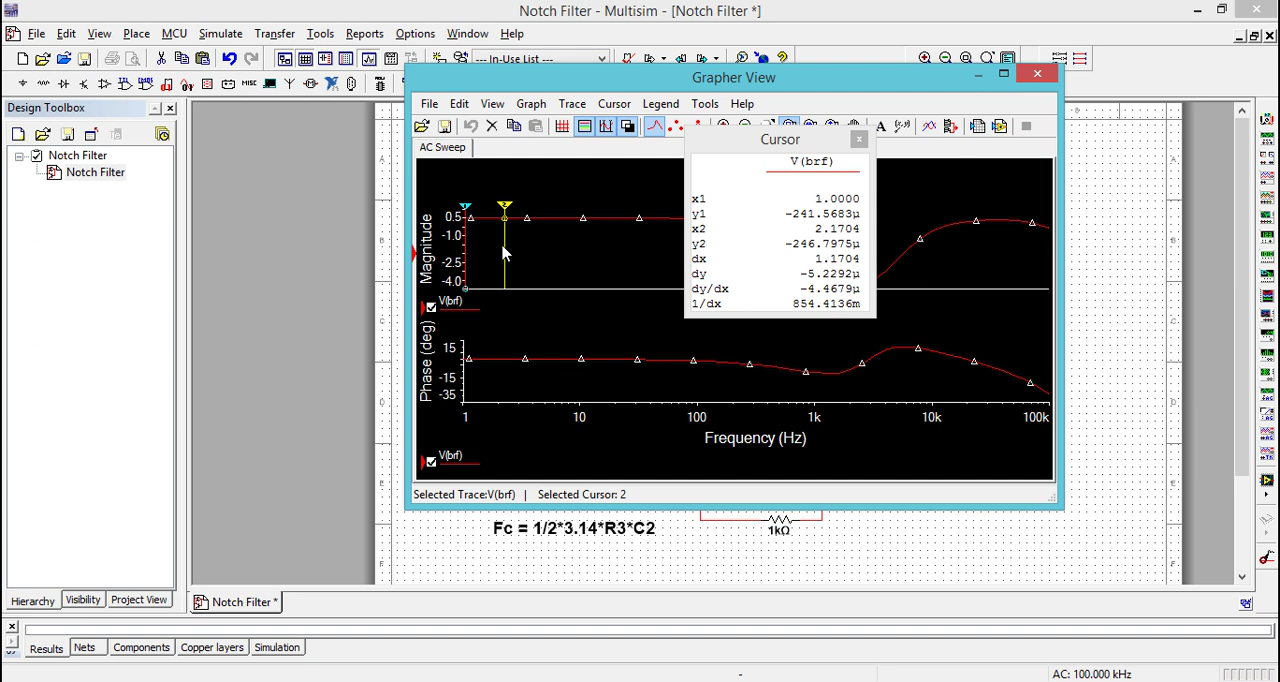 Notch Filter - Multisim - [Notch Filter *]
File Edit View Place MCU Simulate Transfer Tools Reports Options Window Help
--- In-Use List ---
MISC
Design Toolbox
Notch Filter
Notch Filter
Hierarchy Visibility Project View
Grapher View
File Edit View Graph Trace Cursor Legend Tools Help
AC Sweep
Cursor
V(brf)
x1 1.0000
y1 -241.5683µ
x2 2.1704
y2 -246.7975µ
dx 1.1704
dy -5.2292µ
dy/dx -4.4679µ
1/dx 854.4136m
Magnitude
0.5
-1.0
-2.5
-4.0
V(brf)
Phase (deg)
15
-15
-35
1 10 100 1k 10k 100k
Frequency (Hz)
V(brf)
Selected Trace:V(brf) | Selected Cursor: 2
Fc = 1/2*3.14*R3*C2
1kΩ
Notch Filter *
Results Nets Components Copper layers Simulation
- AC: 100.000 kHz